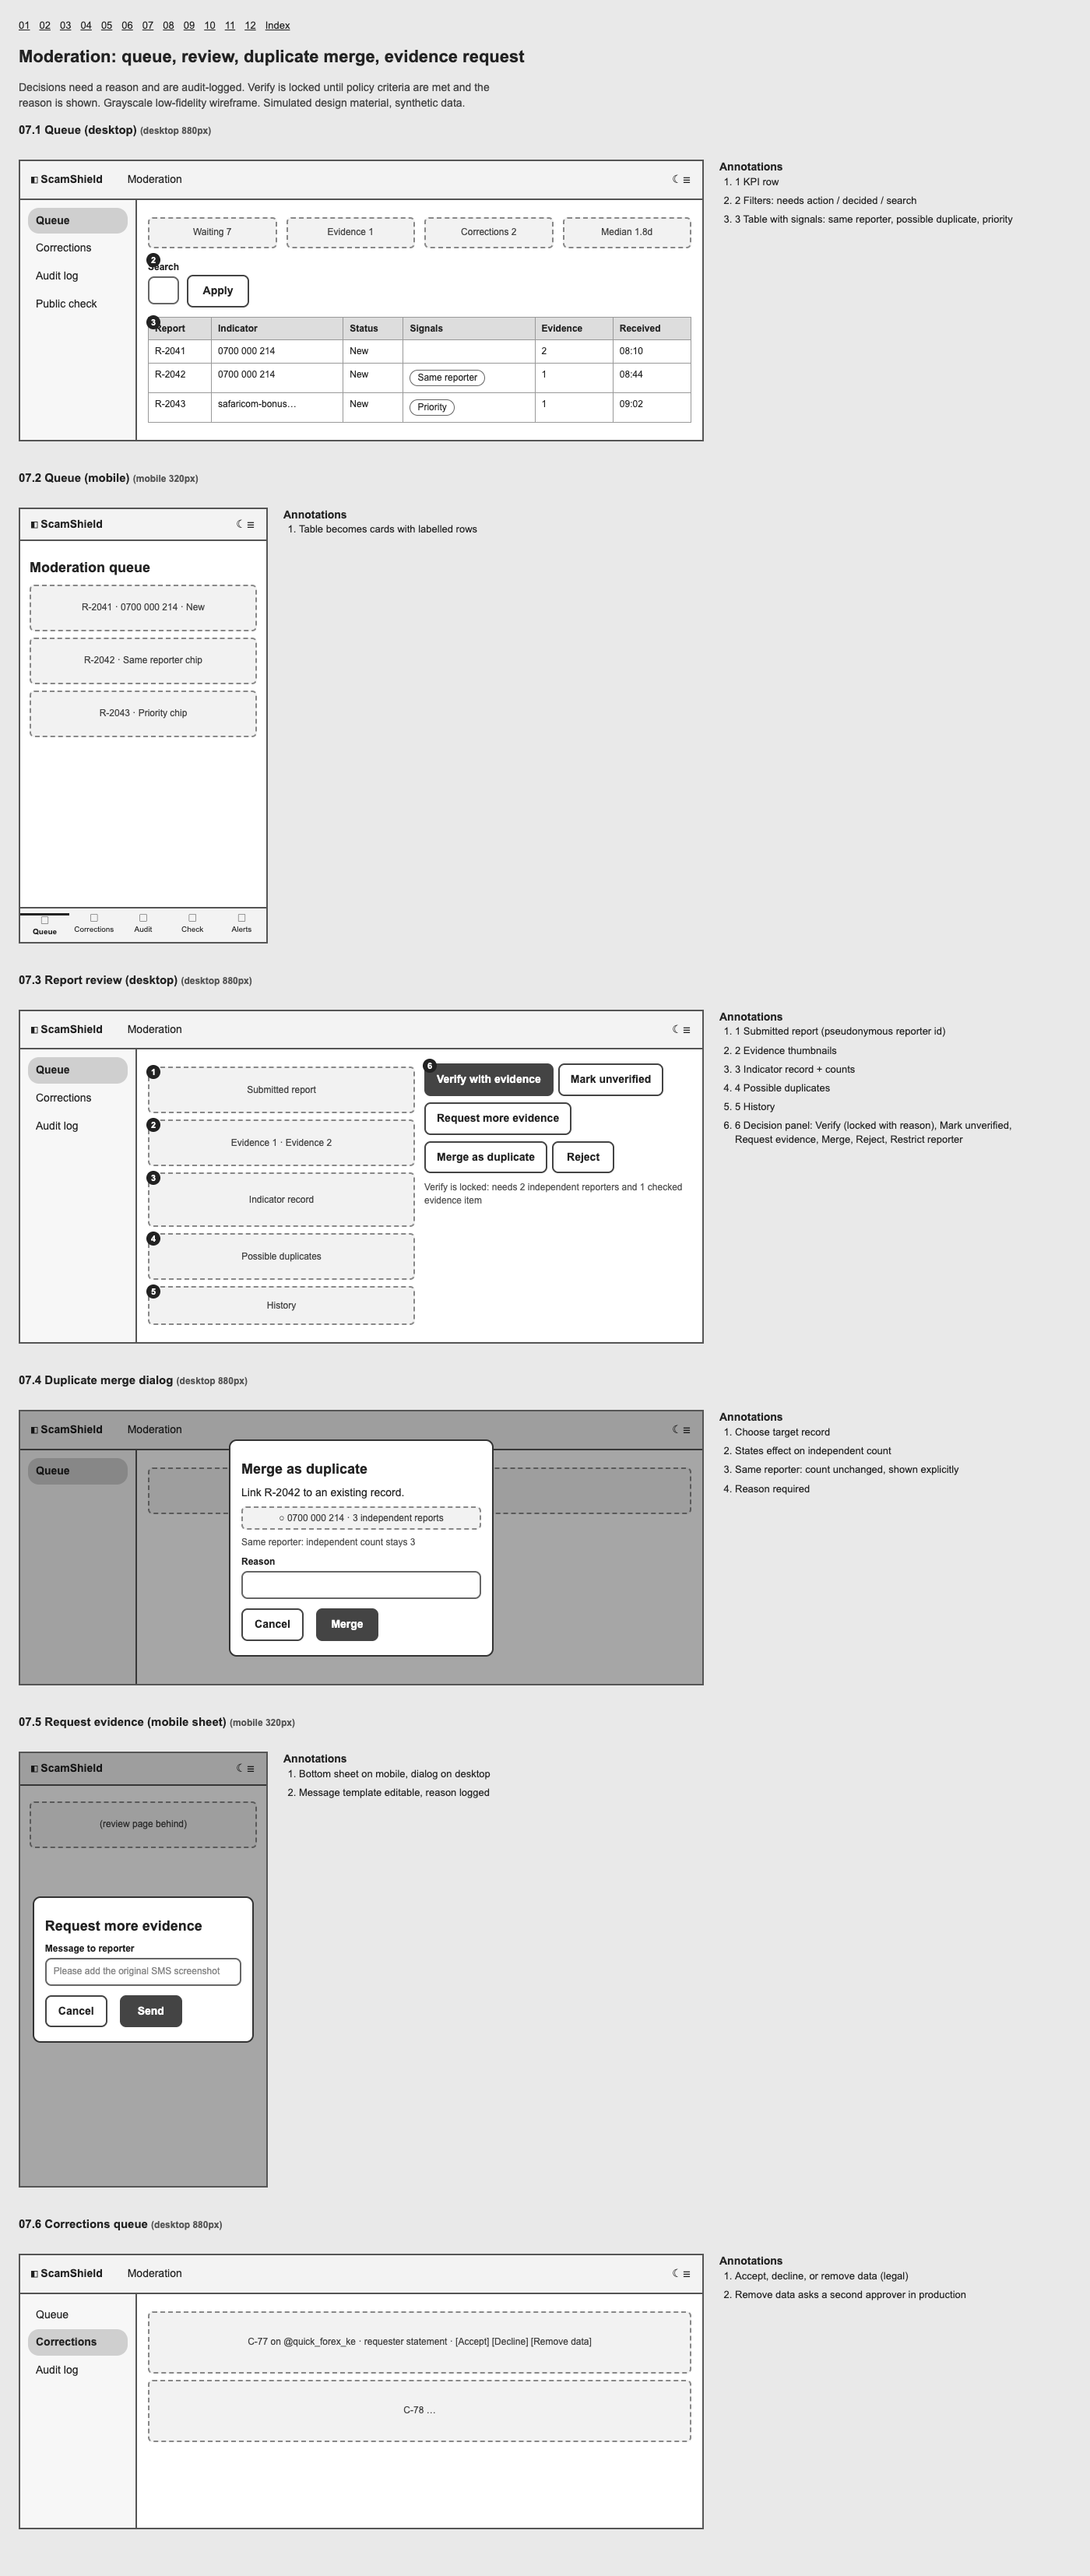 01 02 03 04 05 06 07 08 09 10 11 12 Index
Moderation: queue, review, duplicate merge, evidence request
Decisions need a reason and are audit-logged. Verify is locked until policy criteria are met and the
reason is shown. Grayscale low-fidelity wireframe. Simulated design material, synthetic data.
07.1 Queue (desktop) (desktop 880px)
ScamShield Moderation
Queue
Corrections
Audit log
Public check
Waiting 7 Evidence 1 Corrections 2 Median 1.8d
2
Search
Apply
3
Report Indicator Status Signals Evidence Received
R-2041 0700 000 214 New 2 08:10
R-2042 0700 000 214 New Same reporter 1 08:44
R-2043 safaricom-bonus… New Priority 1 09:02
Annotations
1. 1 KPI row
2. 2 Filters: needs action / decided / search
3. 3 Table with signals: same reporter, possible duplicate, priority
07.2 Queue (mobile) (mobile 320px)
ScamShield
Moderation queue
R-2041 · 0700 000 214 · New
R-2042 · Same reporter chip
R-2043 · Priority chip
Queue Corrections Audit Check Alerts
Annotations
1. Table becomes cards with labelled rows
07.3 Report review (desktop) (desktop 880px)
ScamShield Moderation
Queue
Corrections
Audit log
1
Submitted report
2
Evidence 1 · Evidence 2
3
Indicator record
4
Possible duplicates
5
History
6
Verify with evidence Mark unverified
Request more evidence
Merge as duplicate Reject
Verify is locked: needs 2 independent reporters and 1 checked
evidence item
Annotations
1. 1 Submitted report (pseudonymous reporter id)
2. 2 Evidence thumbnails
3. 3 Indicator record + counts
4. 4 Possible duplicates
5. 5 History
6. 6 Decision panel: Verify (locked with reason), Mark unverified,
Request evidence, Merge, Reject, Restrict reporter
07.4 Duplicate merge dialog (desktop 880px)
ScamShield Moderation
Queue
Merge as duplicate
Link R-2042 to an existing record.
○ 0700 000 214 · 3 independent reports
Same reporter: independent count stays 3
Reason
Cancel Merge
Annotations
1. Choose target record
2. States effect on independent count
3. Same reporter: count unchanged, shown explicitly
4. Reason required
07.5 Request evidence (mobile sheet) (mobile 320px)
ScamShield
(review page behind)
Request more evidence
Message to reporter
Please add the original SMS screenshot
Cancel Send
Annotations
1. Bottom sheet on mobile, dialog on desktop
2. Message template editable, reason logged
07.6 Corrections queue (desktop 880px)
ScamShield Moderation
Queue
Corrections
Audit log
C-77 on @quick_forex_ke · requester statement · [Accept] [Decline] [Remove data]
C-78 …
Annotations
1. Accept, decline, or remove data (legal)
2. Remove data asks a second approver in production